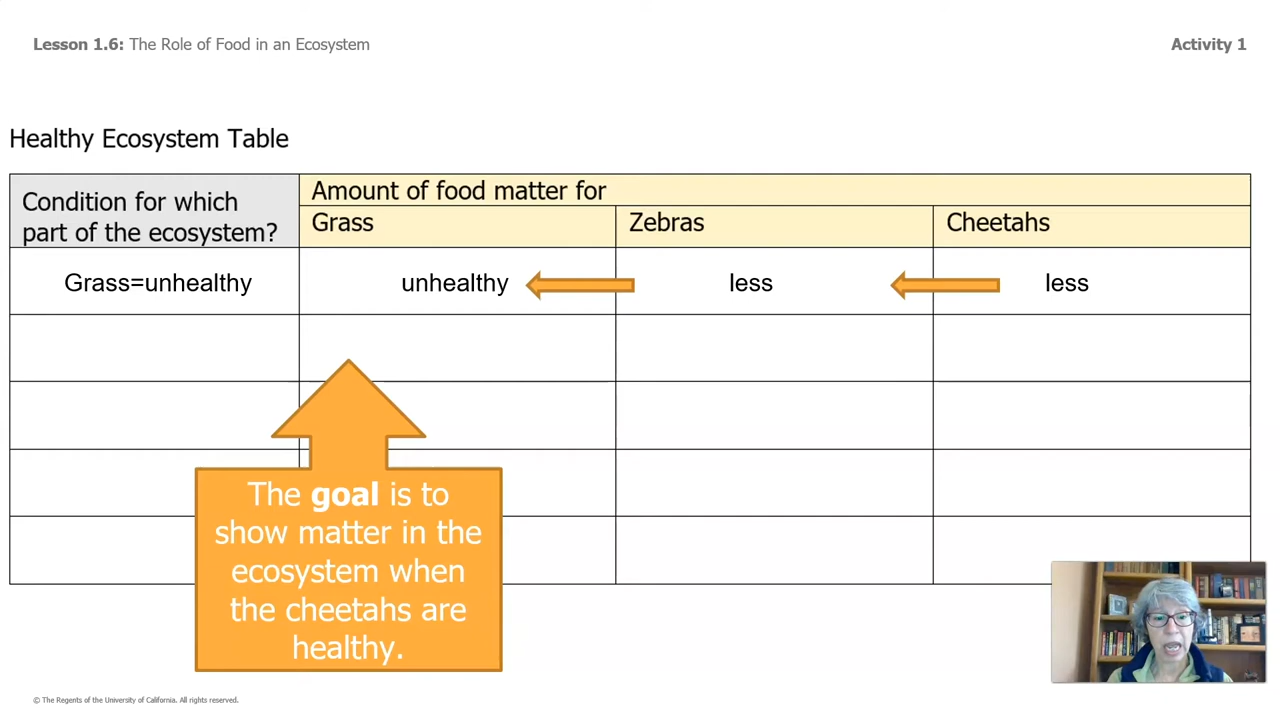 Lesson 1.6: The Role of Food in an Ecosystem
Activity 1
Healthy Ecosystem Table
Condition for which
part of the ecosystem?
Amount of food matter for
Grass
Zebras
Cheetahs
Grass=unhealthy
unhealthy
less
less
The goal is to
show matter in the
ecosystem when
the cheetahs are
healthy.
© The Regents of the University of California. All rights reserved.